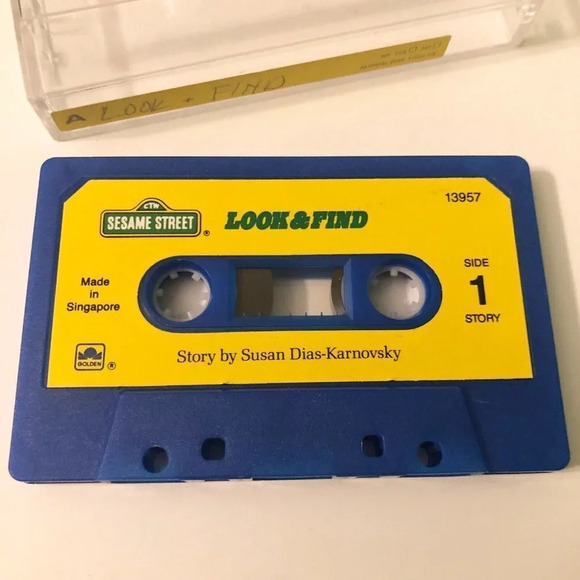 A LOOK + FIND
CTW
SESAME STREET ®
LOOK & FIND
13957
Made
in
Singapore
SIDE
1
STORY
GOLDEN ®
Story by Susan Dias-Karnovsky